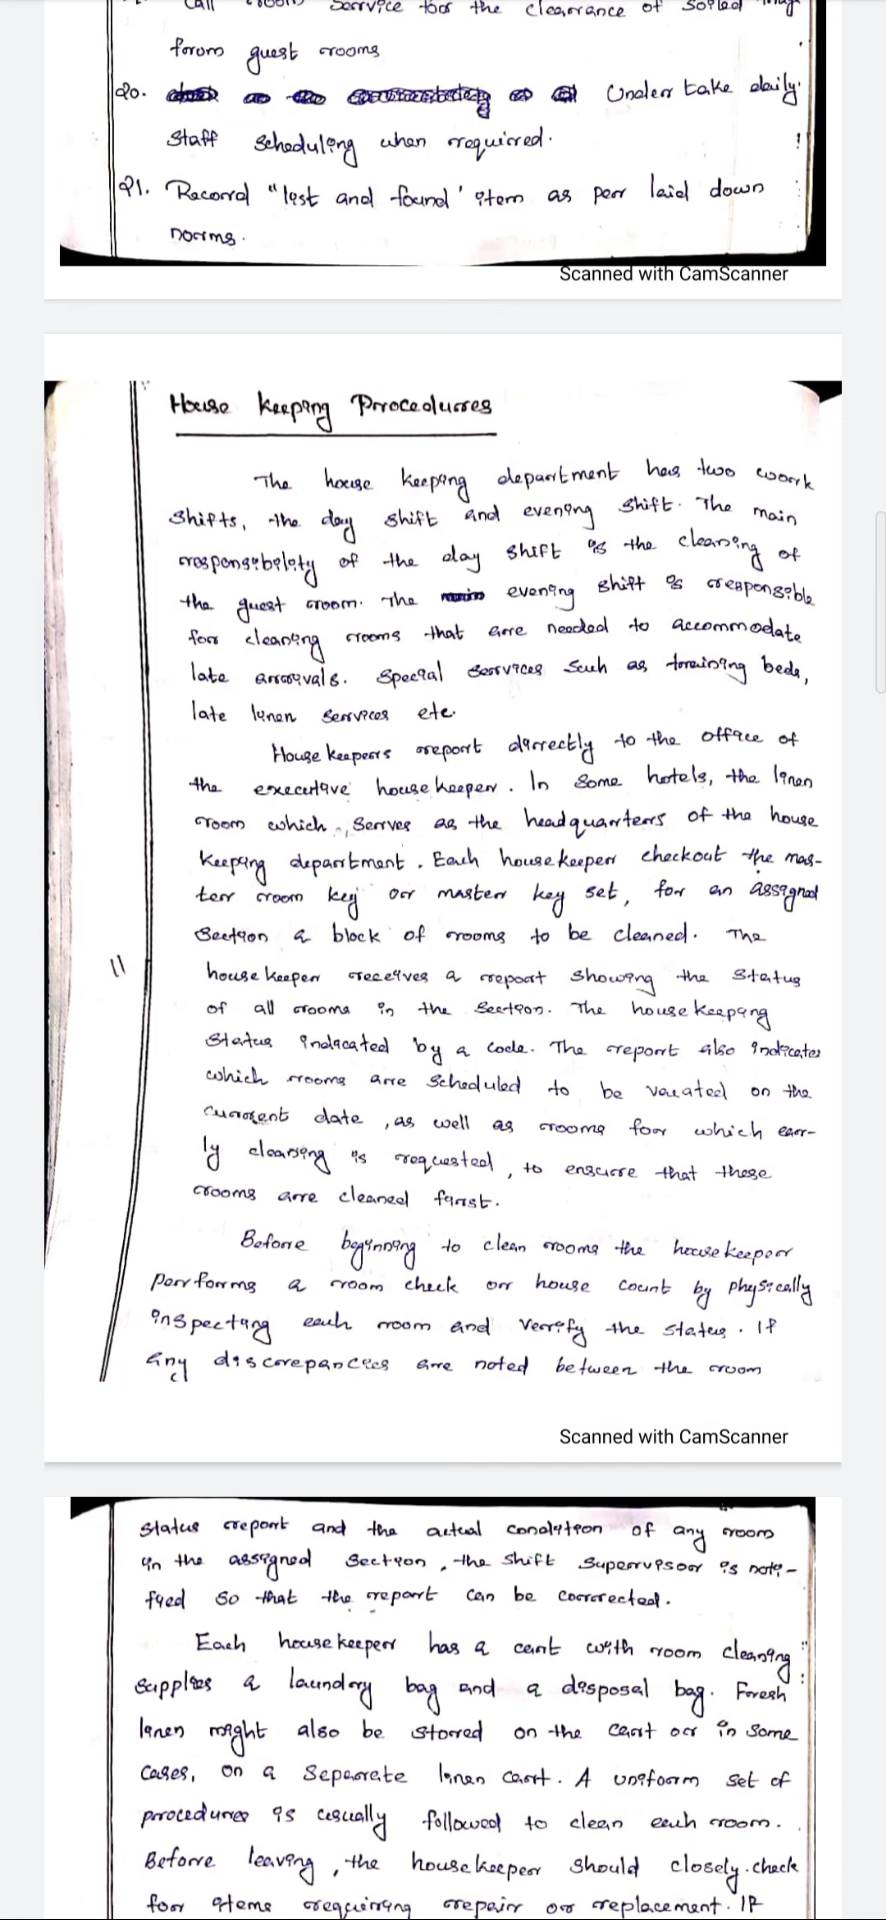 Call room service for the clearance of soiled
from guest rooms
20. Under take daily
staff scheduling when required.
21. Record "lost and found' item as per laid down
norms.
Scanned with CamScanner
House keeping Procedures
The house keeping department has two work
shifts, the day shift and evening shift. The main
responsibility of the day shift is the cleaning of
the guest room. The evening shift is responsible
for cleaning rooms that are needed to accommodate
late arrivals. Special services such as training beds,
late linen services etc.
House keepers report directly to the office of
the executive housekeeper. In some hotels, the linen
room which, serves as the headquarters of the house
keeping department. Each housekeeper checkout the mas-
ter room key or master key set, for an assigned
section a block of rooms to be cleaned. The
11
housekeeper receives a report showing the status
of all rooms in the section. The housekeeping
status indicated by a code. The report also indicates
which rooms are scheduled to be vacated on the
current date, as well as rooms for which ear-
ly cleaning is requested, to ensure that these
rooms are cleaned first.
Before beginning to clean rooms the housekeeper
performs a room check or house count by physically
inspecting each room and verify the status. If
any discrepancies are noted between the room
Scanned with CamScanner
status report and the actual condition of any room
in the assigned section, the shift supervisor is noti-
fied so that the report can be corrected.
Each housekeeper has a cart with room cleaning
supplies a laundry bag and a disposal bag. Fresh
linen might also be stored on the cart or in some
cases, on a separate linen cart. A uniform set of
procedures is usually followed to clean each room.
Before leaving, the housekeeper should closely check
for items requiring repair or replacement. If